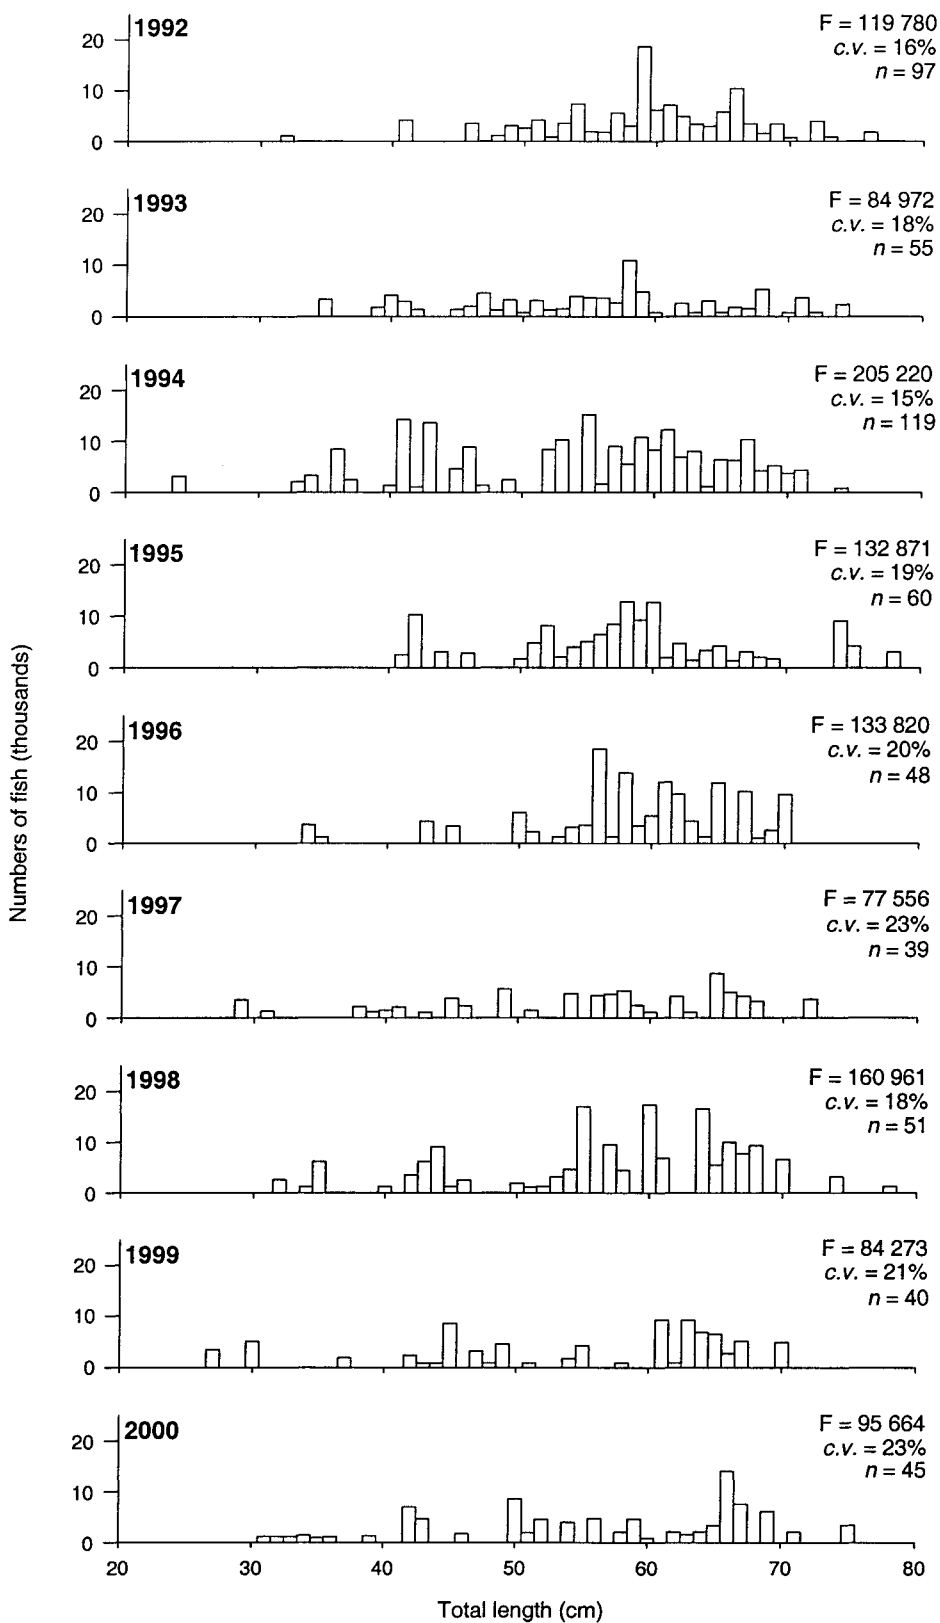 1992
F = 119 780
c.v. = 16%
n = 97
20
10
0
1993
F = 84 972
c.v. = 18%
n = 55
20
10
0
1994
F = 205 220
c.v. = 15%
n = 119
20
10
0
1995
F = 132 871
c.v. = 19%
n = 60
20
10
0
Numbers of fish (thousands)
1996
F = 133 820
c.v. = 20%
n = 48
20
10
0
1997
F = 77 556
c.v. = 23%
n = 39
20
10
0
1998
F = 160 961
c.v. = 18%
n = 51
20
10
0
1999
F = 84 273
c.v. = 21%
n = 40
20
10
0
2000
F = 95 664
c.v. = 23%
n = 45
20
10
0
20 30 40 50 60 70 80
Total length (cm)